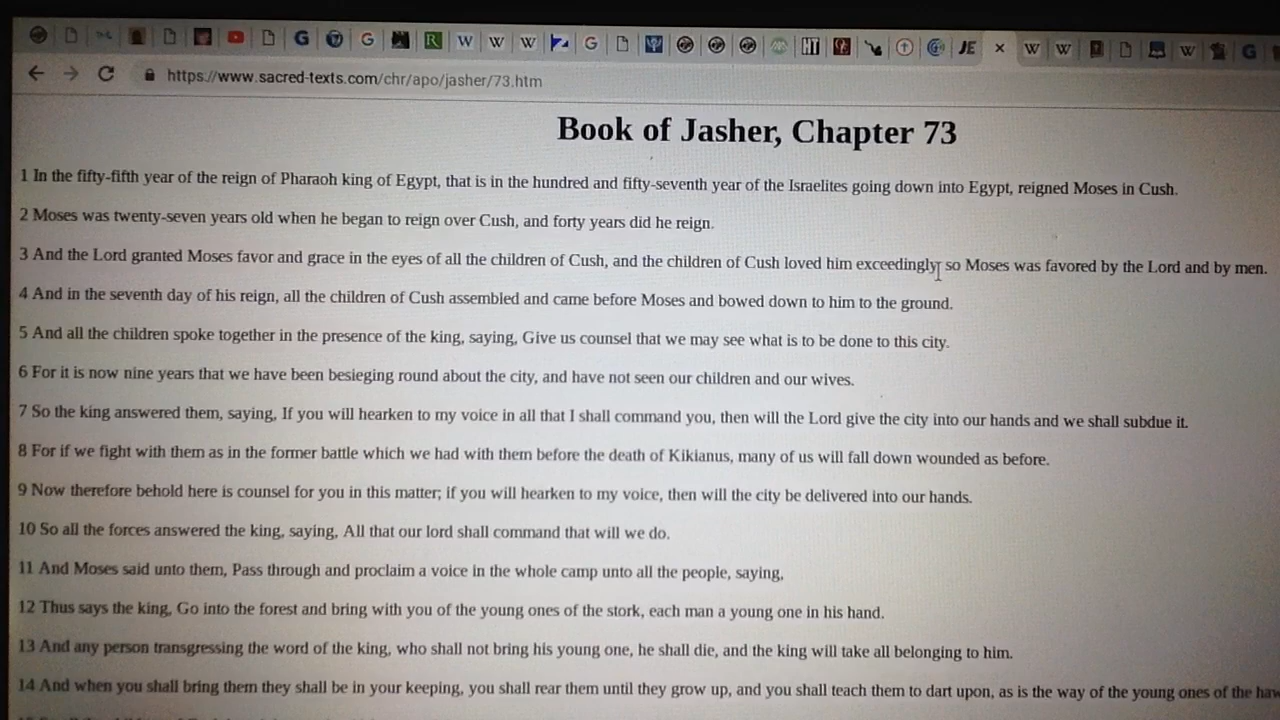 G G R W W W G HT JE × W W W G
https://www.sacred-texts.com/chr/apo/jasher/73.htm
Book of Jasher, Chapter 73
1 In the fifty-fifth year of the reign of Pharaoh king of Egypt, that is in the hundred and fifty-seventh year of the Israelites going down into Egypt, reigned Moses in Cush.
2 Moses was twenty-seven years old when he began to reign over Cush, and forty years did he reign.
3 And the Lord granted Moses favor and grace in the eyes of all the children of Cush, and the children of Cush loved him exceedingly, so Moses was favored by the Lord and by men.
4 And in the seventh day of his reign, all the children of Cush assembled and came before Moses and bowed down to him to the ground.
5 And all the children spoke together in the presence of the king, saying, Give us counsel that we may see what is to be done to this city.
6 For it is now nine years that we have been besieging round about the city, and have not seen our children and our wives.
7 So the king answered them, saying, If you will hearken to my voice in all that I shall command you, then will the Lord give the city into our hands and we shall subdue it.
8 For if we fight with them as in the former battle which we had with them before the death of Kikianus, many of us will fall down wounded as before.
9 Now therefore behold here is counsel for you in this matter; if you will hearken to my voice, then will the city be delivered into our hands.
10 So all the forces answered the king, saying, All that our lord shall command that will we do.
11 And Moses said unto them, Pass through and proclaim a voice in the whole camp unto all the people, saying,
12 Thus says the king, Go into the forest and bring with you of the young ones of the stork, each man a young one in his hand.
13 And any person transgressing the word of the king, who shall not bring his young one, he shall die, and the king will take all belonging to him.
14 And when you shall bring them they shall be in your keeping, you shall rear them until they grow up, and you shall teach them to dart upon, as is the way of the young ones of the